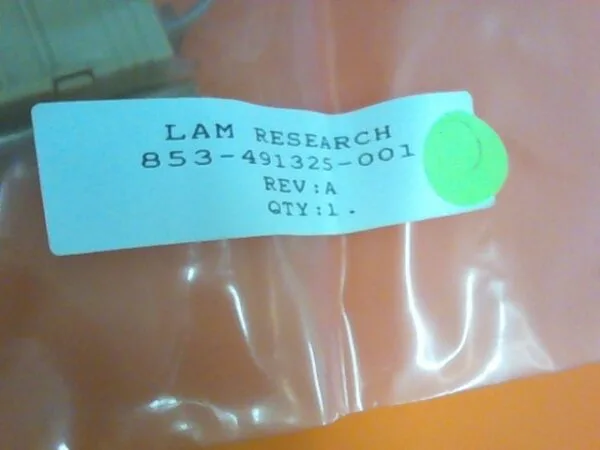 LAM RESEARCH
853-491325-001
REV:A
QTY:1.